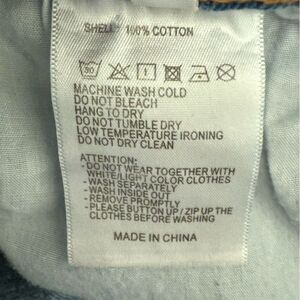 SHELL: 100% COTTON
30
MACHINE WASH COLD
DO NOT BLEACH
HANG TO DRY
DO NOT TUMBLE DRY
LOW TEMPERATURE IRONING
DO NOT DRY CLEAN
ATTENTION:
- DO NOT WEAR TOGETHER WITH
WHITE/LIGHT COLOR CLOTHES
- WASH SEPARATELY
- WASH INSIDE OUT
- REMOVE PROMPTLY
- PLEASE BUTTON UP / ZIP UP THE
CLOTHES BEFORE WASHING
MADE IN CHINA